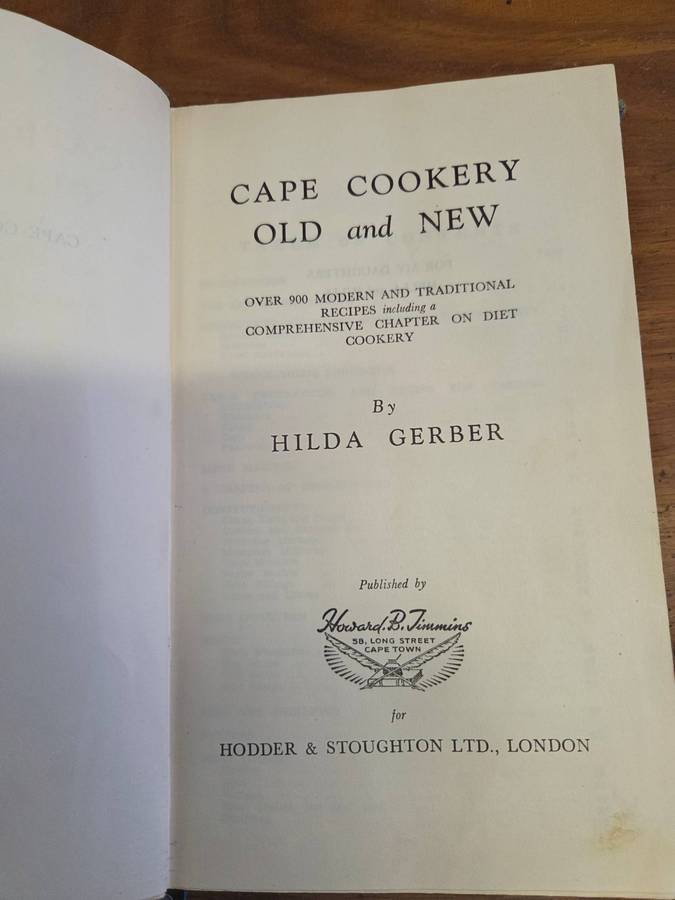 CAPE COOKERY
OLD and NEW
OVER 900 MODERN AND TRADITIONAL
RECIPES including a
COMPREHENSIVE CHAPTER ON DIET
COOKERY
By
HILDA GERBER
Published by
Howard. B. Timmins
58, LONG STREET
CAPE TOWN
for
HODDER & STOUGHTON LTD., LONDON